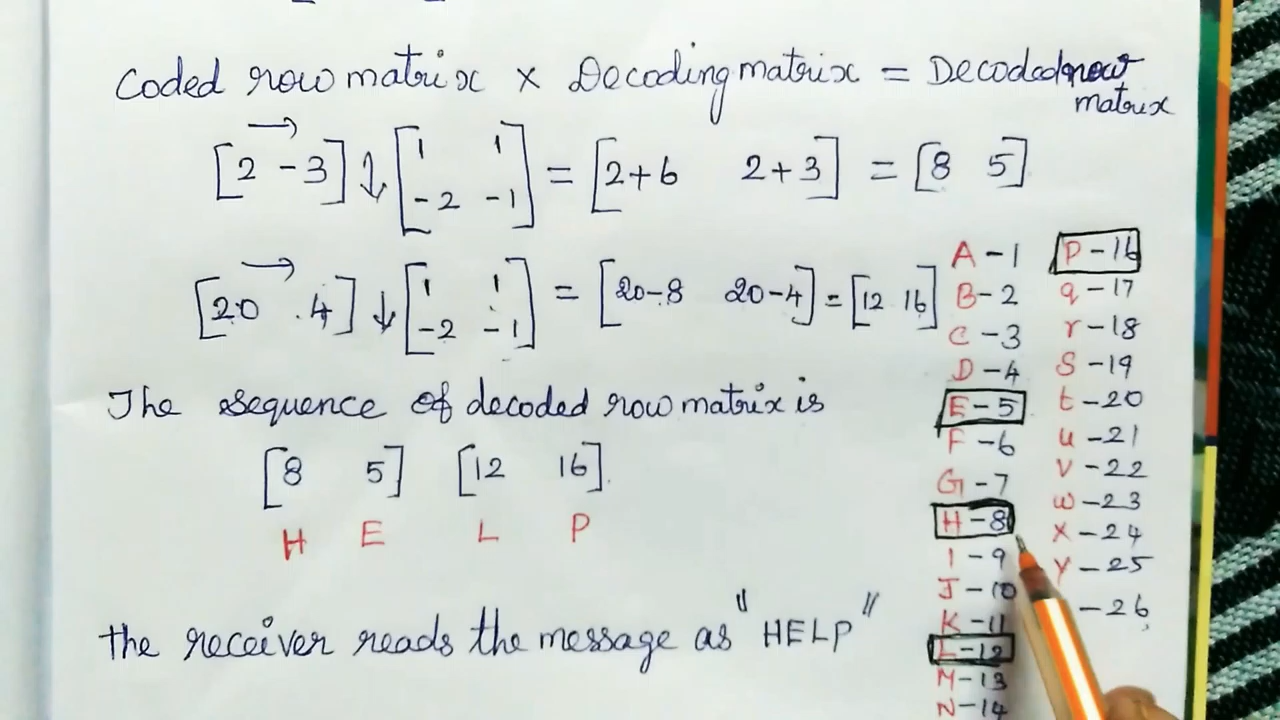 Coded row matrix × Decoding matrix = Decoded row
matrix
[2 -3] ↓ [1 1 -2 -1] = [2+6 2+3] = [8 5]
[20 4] ↓ [1 1 -2 -1] = [20-8 20-4] = [12 16]
The sequence of decoded row matrix is
[8 5] [12 16]
H E L P
the receiver reads the message as "HELP"
A-1
B-2
C-3
D-4
E-5
F-6
G-7
H-8
I-9
J-10
K-11
L-12
M-13
N-14
P-16
q-17
r-18
S-19
t-20
u-21
V-22
w-23
X-24
Y-25
-26